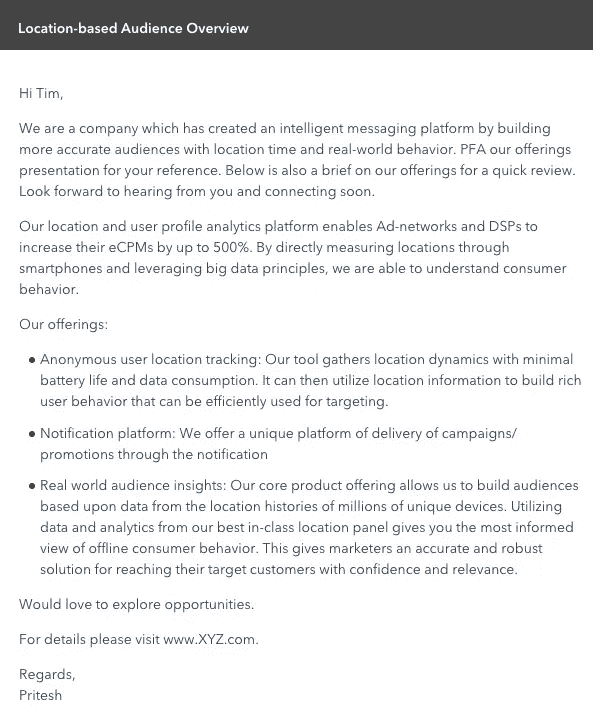 Location-based Audience Overview
Hi Tim,
We are a company which has created an intelligent messaging platform by building
more accurate audiences with location time and real-world behavior. PFA our offerings
presentation for your reference. Below is also a brief on our offerings for a quick review.
Look forward to hearing from you and connecting soon.
Our location and user profile analytics platform enables Ad-networks and DSPs to
increase their eCPMs by up to 500%. By directly measuring locations through
smartphones and leveraging big data principles, we are able to understand consumer
behavior.
Our offerings:
● Anonymous user location tracking: Our tool gathers location dynamics with minimal
battery life and data consumption. It can then utilize location information to build rich
user behavior that can be efficiently used for targeting.
● Notification platform: We offer a unique platform of delivery of campaigns/
promotions through the notification
● Real world audience insights: Our core product offering allows us to build audiences
based upon data from the location histories of millions of unique devices. Utilizing
data and analytics from our best in-class location panel gives you the most informed
view of offline consumer behavior. This gives marketers an accurate and robust
solution for reaching their target customers with confidence and relevance.
Would love to explore opportunities.
For details please visit www.XYZ.com.
Regards,
Pritesh